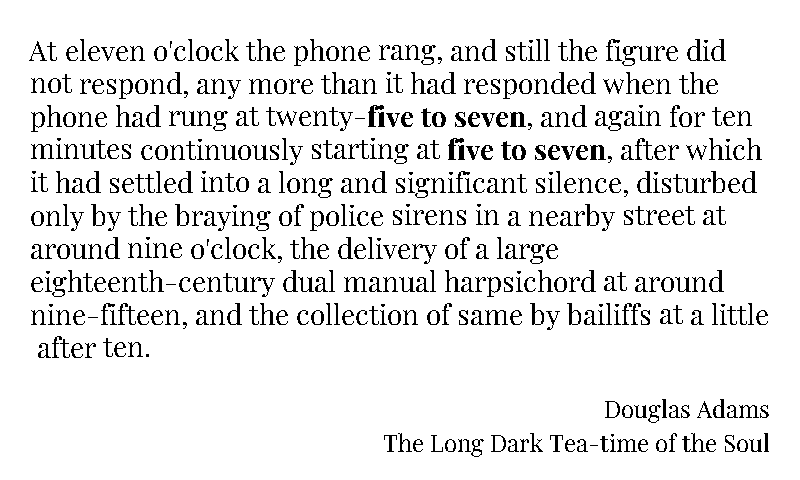 At eleven o'clock the phone rang, and still the figure did
not respond, any more than it had responded when the
phone had rung at twenty-five to seven, and again for ten
minutes continuously starting at five to seven, after which
it had settled into a long and significant silence, disturbed
only by the braying of police sirens in a nearby street at
around nine o'clock, the delivery of a large
eighteenth-century dual manual harpsichord at around
nine-fifteen, and the collection of same by bailiffs at a little
after ten.
Douglas Adams
The Long Dark Tea-time of the Soul